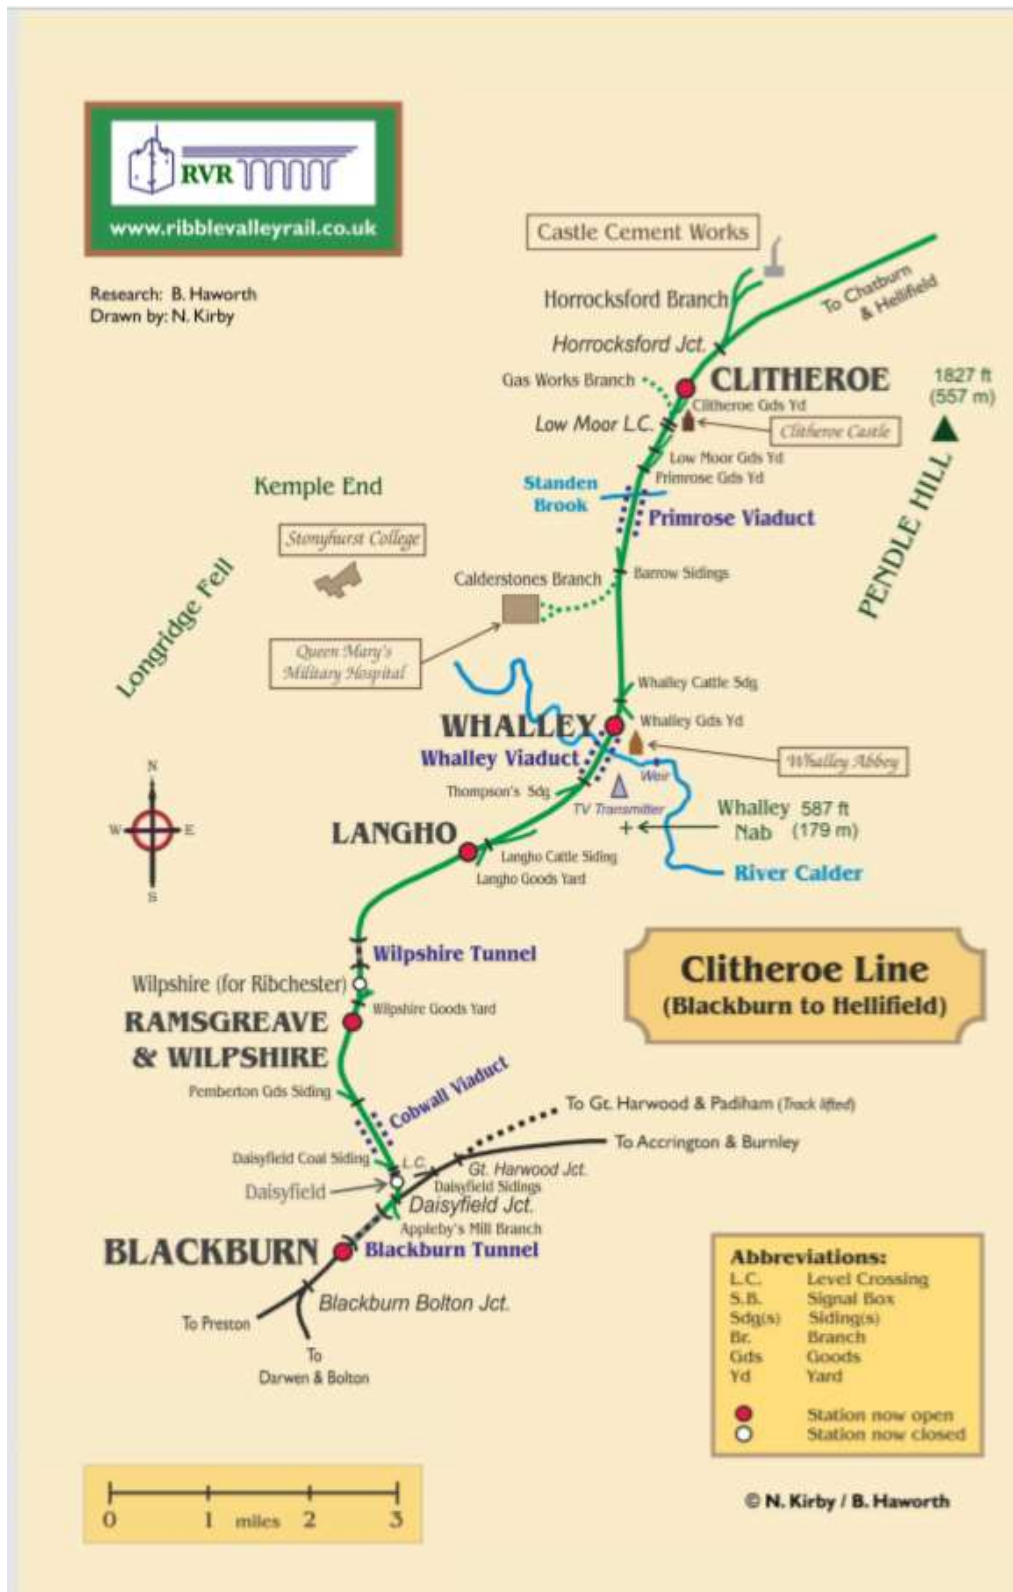 RVR
www.ribblevalleyrail.co.uk
Research: B. Haworth
Drawn by: N. Kirby
Castle Cement Works
Horrocksford Branch
To Chatburn
& Hellifield
Horrocksford Jct.
Gas Works Branch
CLITHEROE
1827 ft
(557 m)
Clitheroe Gds Yd
Low Moor L.C.
Clitheroe Castle
Low Moor Gds Yd
Primrose Gds Yd
PENDLE HILL
Kemple End
Standen
Brook
Primrose Viaduct
Stonyhurst College
Longridge Fell
Calderstones Branch
Barrow Sidings
Queen Mary's
Military Hospital
Whalley Cattle Sdg
WHALLEY
Whalley Gds Yd
Whalley Viaduct
Whalley Abbey
Weir
Thompson's Sdg
TV Transmitter
Whalley 587 ft
Nab (179 m)
N
W E
S
LANGHO
Langho Cattle Siding
Langho Goods Yard
River Calder
Wilpshire Tunnel
Clitheroe Line
(Blackburn to Hellifield)
Wilpshire (for Ribchester)
Wilpshire Goods Yard
RAMSGREAVE
& WILPSHIRE
Pemberton Gds Siding
Cobwall Viaduct
To Gt. Harwood & Padiham (Track lifted)
To Accrington & Burnley
Daisyfield Coal Siding
L.C.
Gt. Harwood Jct.
Daisyfield Sidings
Daisyfield
Daisyfield Jct.
Appleby's Mill Branch
BLACKBURN
Blackburn Tunnel
Blackburn Bolton Jct.
To Preston
To
Darwen & Bolton
Abbreviations:
L.C. Level Crossing
S.B. Signal Box
Sdg(s) Siding(s)
Br. Branch
Gds Goods
Yd Yard
Station now open
Station now closed
0 1 miles 2 3
© N. Kirby / B. Haworth